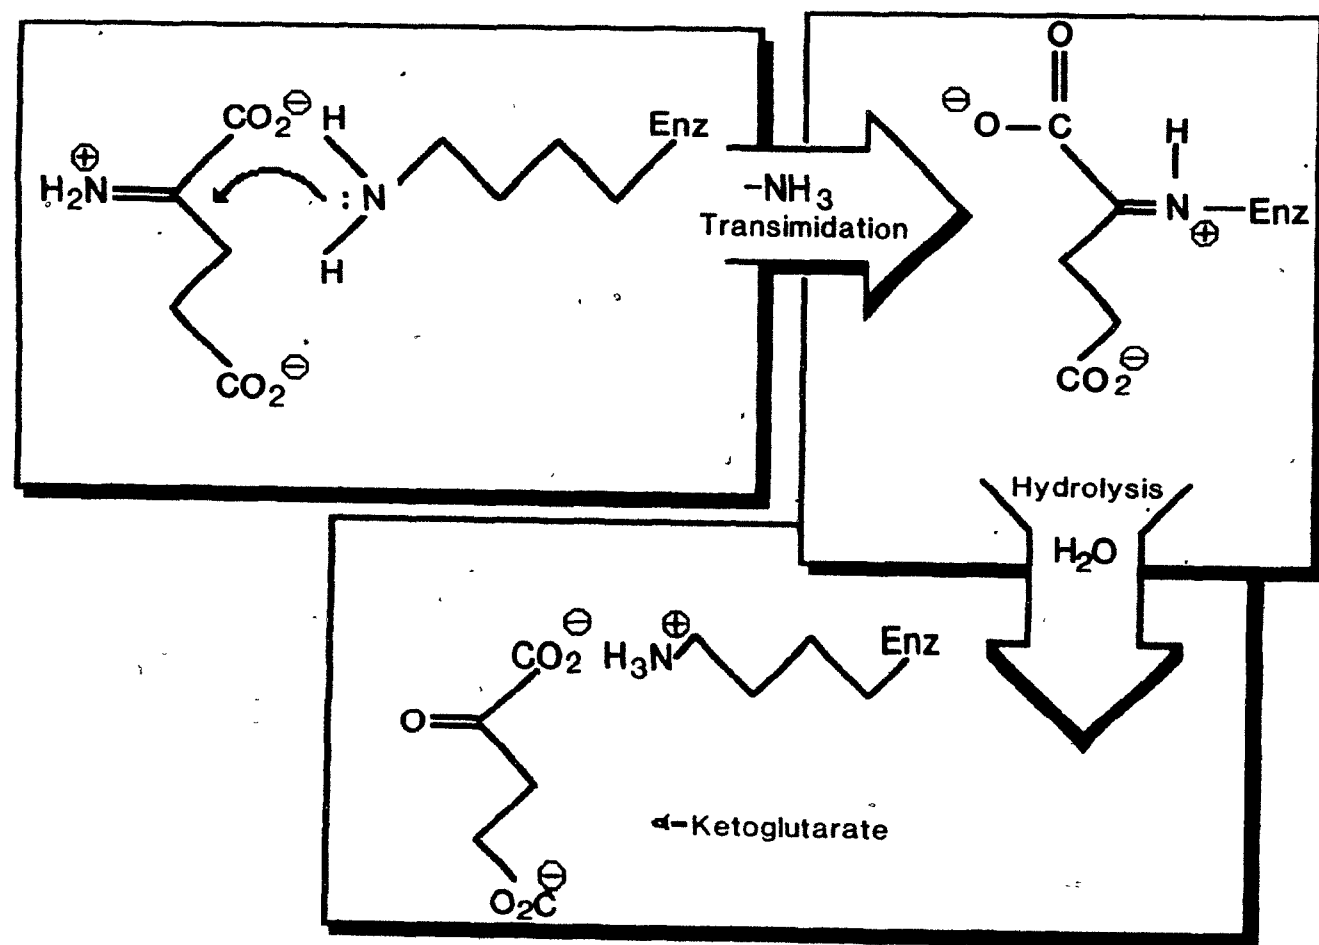 CO2⊖
H
Enz
⊕
H2N
:N
H
CO2⊖
-NH3
Transimidation
O
⊖
O
C
H
N
Enz
⊕
CO2⊖
Hydrolysis
H2O
CO2⊖
H3N⊕
Enz
O
α-Ketoglutarate
O2C⊖